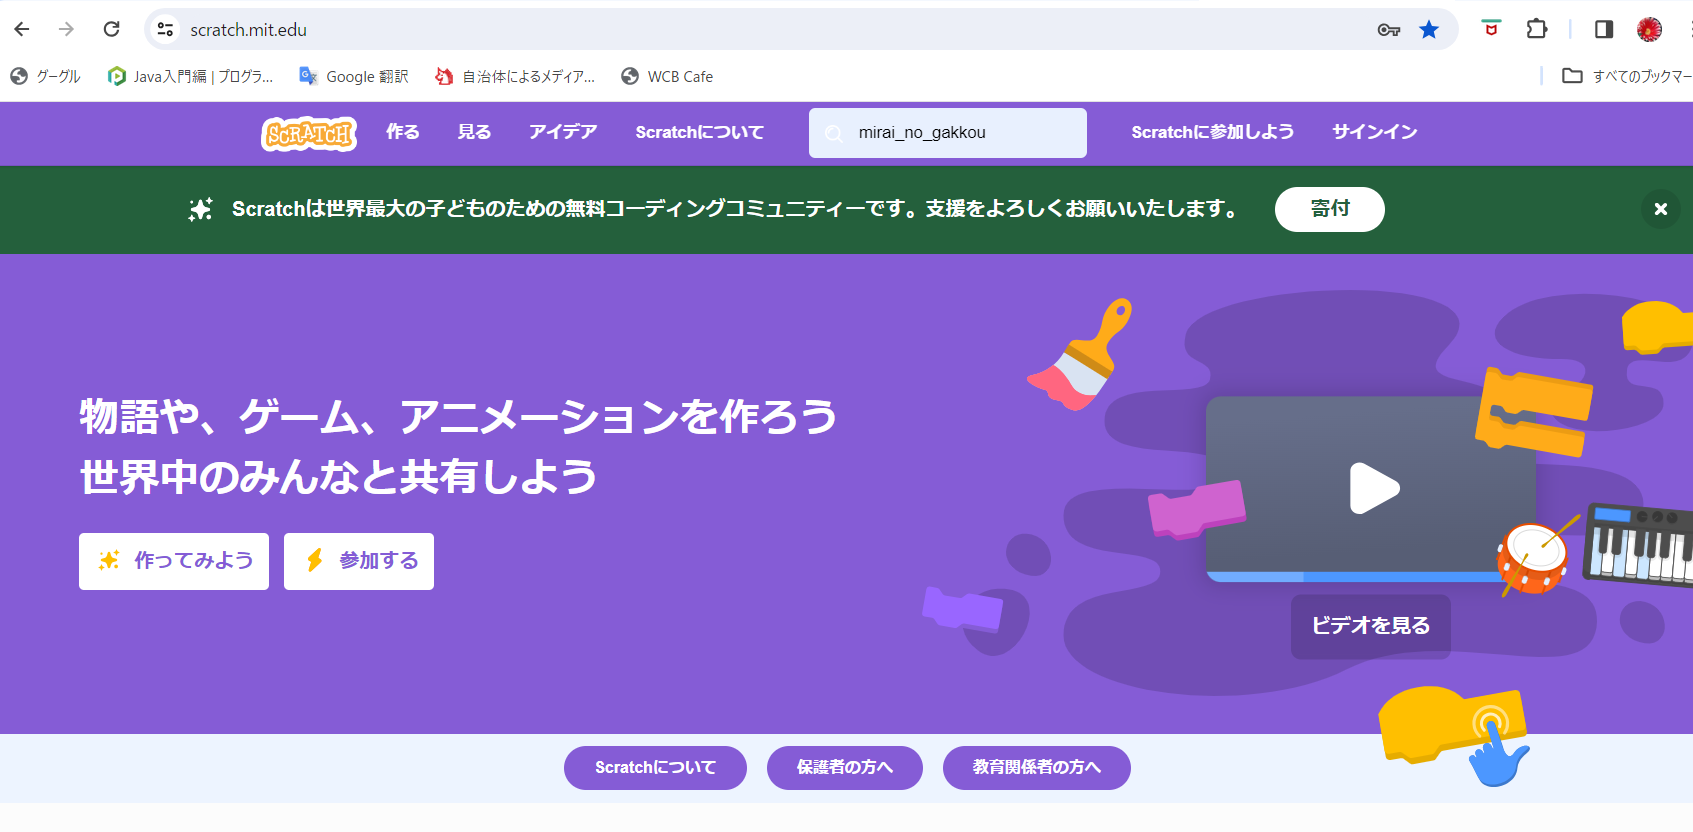 scratch.mit.edu
グーグル
Java入門編 | プログラ...
Google 翻訳
自治体によるメディア...
WCB Cafe
すべてのブックマー
SCRATCH
作る
見る
アイデア
Scratchについて
mirai_no_gakkou
Scratchに参加しよう
サインイン
Scratchは世界最大の子どものための無料コーディングコミュニティーです。支援をよろしくお願いいたします。
寄付
物語や、ゲーム、アニメーションを作ろう
世界中のみんなと共有しよう
作ってみよう
参加する
ビデオを見る
Scratchについて
保護者の方へ
教育関係者の方へ